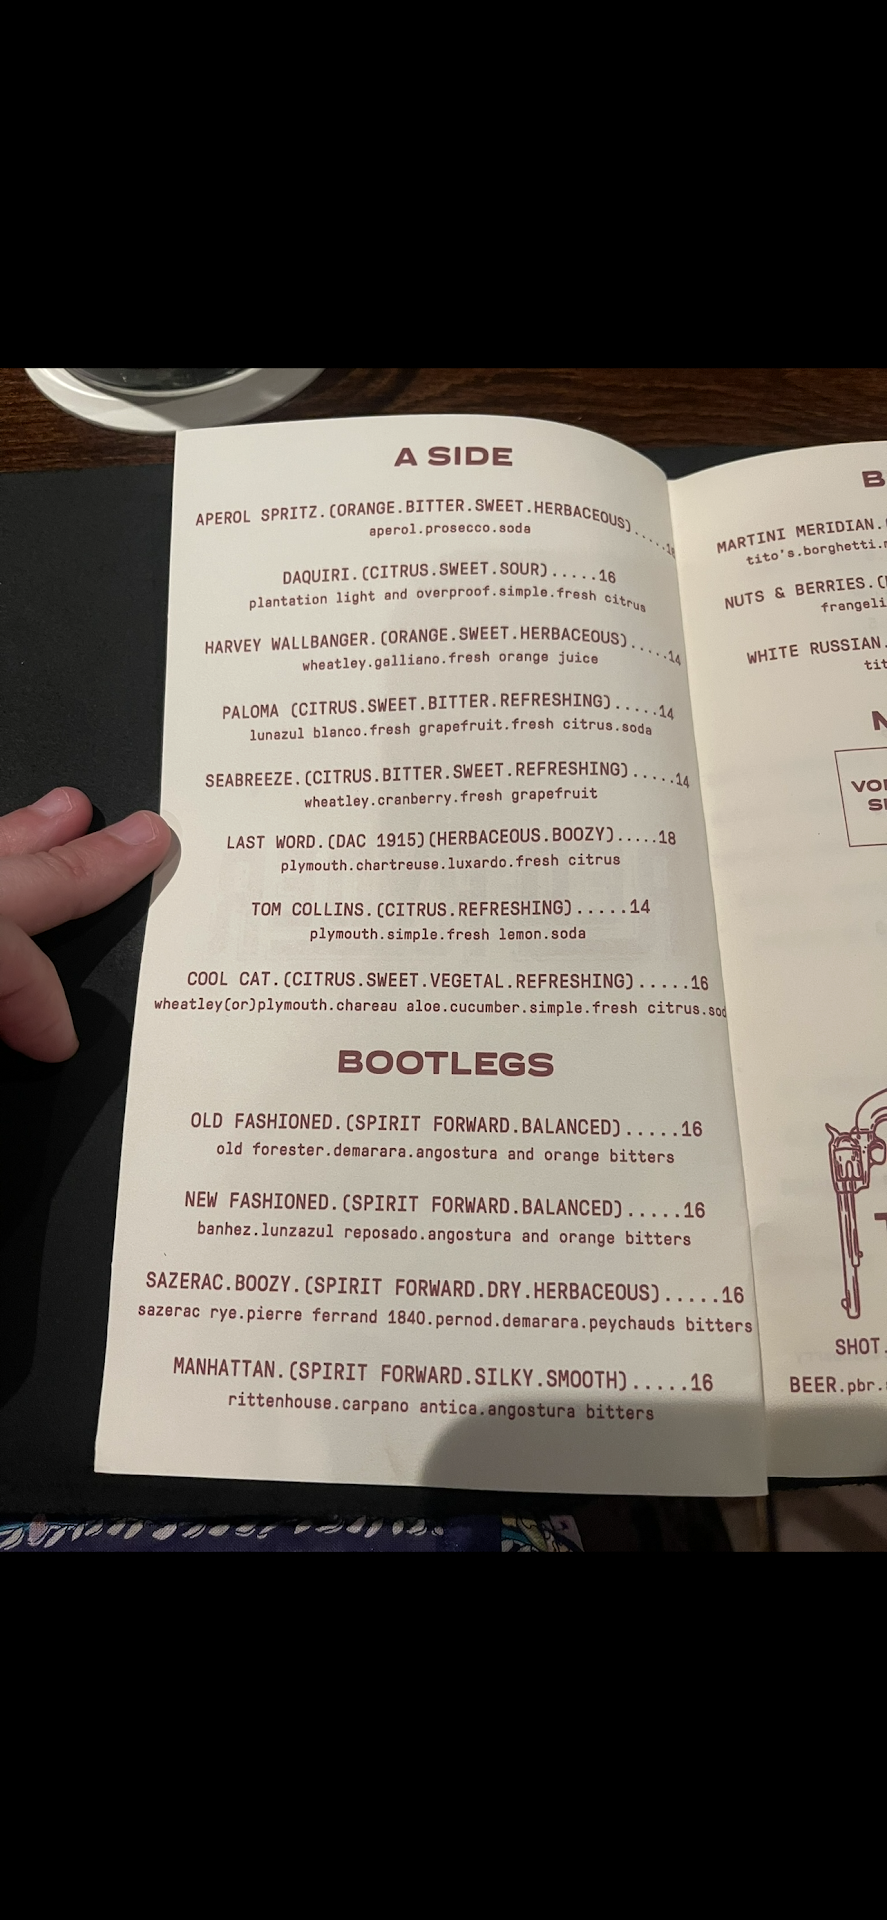 A SIDE
APEROL SPRITZ.(ORANGE.BITTER.SWEET.HERBACEOUS).....
aperol.prosecco.soda
DAQUIRI.(CITRUS.SWEET.SOUR).....16
plantation light and overproof.simple.fresh citrus
HARVEY WALLBANGER.(ORANGE.SWEET.HERBACEOUS).....14
wheatley.galliano.fresh orange juice
PALOMA (CITRUS.SWEET.BITTER.REFRESHING).....14
lunazul blanco.fresh grapefruit.fresh citrus.soda
SEABREEZE.(CITRUS.BITTER.SWEET.REFRESHING).....14
wheatley.cranberry.fresh grapefruit
LAST WORD.(DAC 1915)(HERBACEOUS.BOOZY).....18
plymouth.chartreuse.luxardo.fresh citrus
TOM COLLINS.(CITRUS.REFRESHING).....14
plymouth.simple.fresh lemon.soda
COOL CAT.(CITRUS.SWEET.VEGETAL.REFRESHING).....16
wheatley(or)plymouth.chareau aloe.cucumber.simple.fresh citrus.sod
BOOTLEGS
OLD FASHIONED.(SPIRIT FORWARD.BALANCED).....16
old forester.demarara.angostura and orange bitters
NEW FASHIONED.(SPIRIT FORWARD.BALANCED).....16
banhez.lunzazul reposado.angostura and orange bitters
SAZERAC.BOOZY.(SPIRIT FORWARD.DRY.HERBACEOUS).....16
sazerac rye.pierre ferrand 1840.pernod.demarara.peychauds bitters
MANHATTAN.(SPIRIT FORWARD.SILKY.SMOOTH).....16
rittenhouse.carpano antica.angostura bitters
B
MARTINI MERIDIAN.
tito's.borghetti.
NUTS & BERRIES.(
frangeli
WHITE RUSSIAN.
tit
N
VO
S
SHOT.
BEER.pbr.